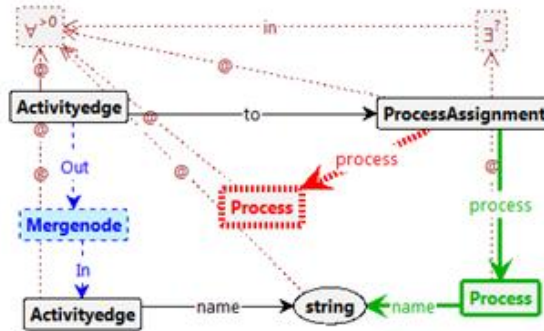 ∀>0
in
∃?
@
@
@
Activityedge
to
ProcessAssignment
@
@
process
@
Out
process
Process
Mergenode
In
Process
Activityedge
name
string
name